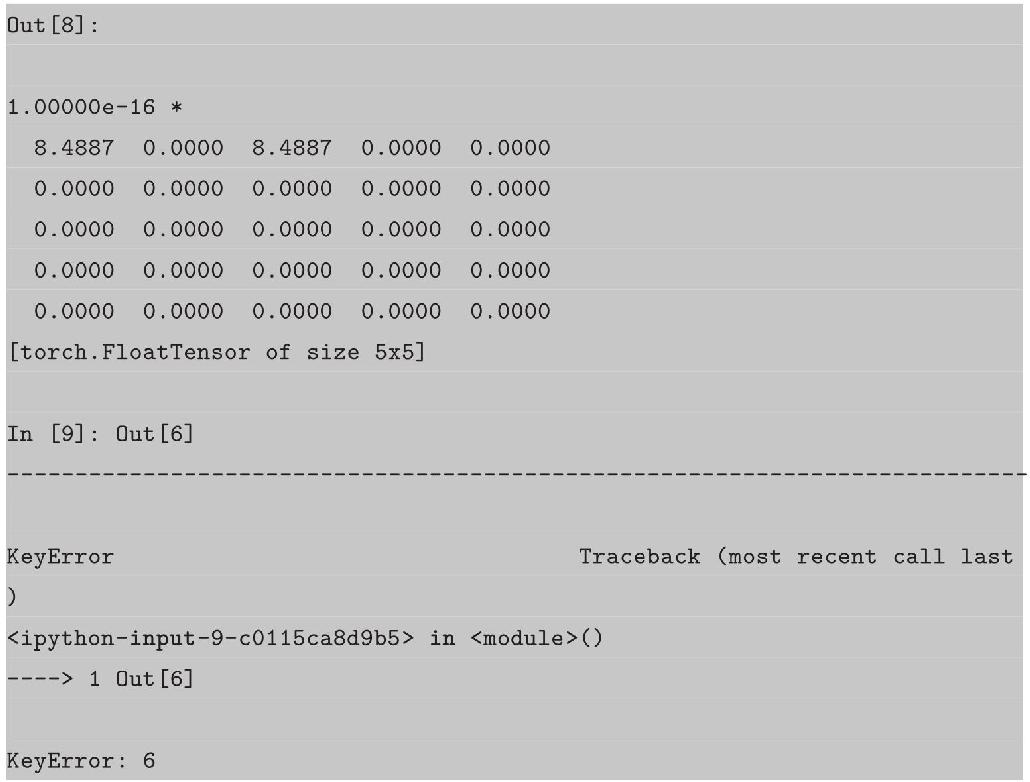 Out[8]:
1.00000e-16 *
8.4887 0.0000 8.4887 0.0000 0.0000
0.0000 0.0000 0.0000 0.0000 0.0000
0.0000 0.0000 0.0000 0.0000 0.0000
0.0000 0.0000 0.0000 0.0000 0.0000
0.0000 0.0000 0.0000 0.0000 0.0000
[torch.FloatTensor of size 5x5]
In [9]: Out[6]
---------------------------------------------------------------------------
KeyError                                  Traceback (most recent call last
)
<ipython-input-9-c0115ca8d9b5> in <module>()
----> 1 Out[6]
KeyError: 6